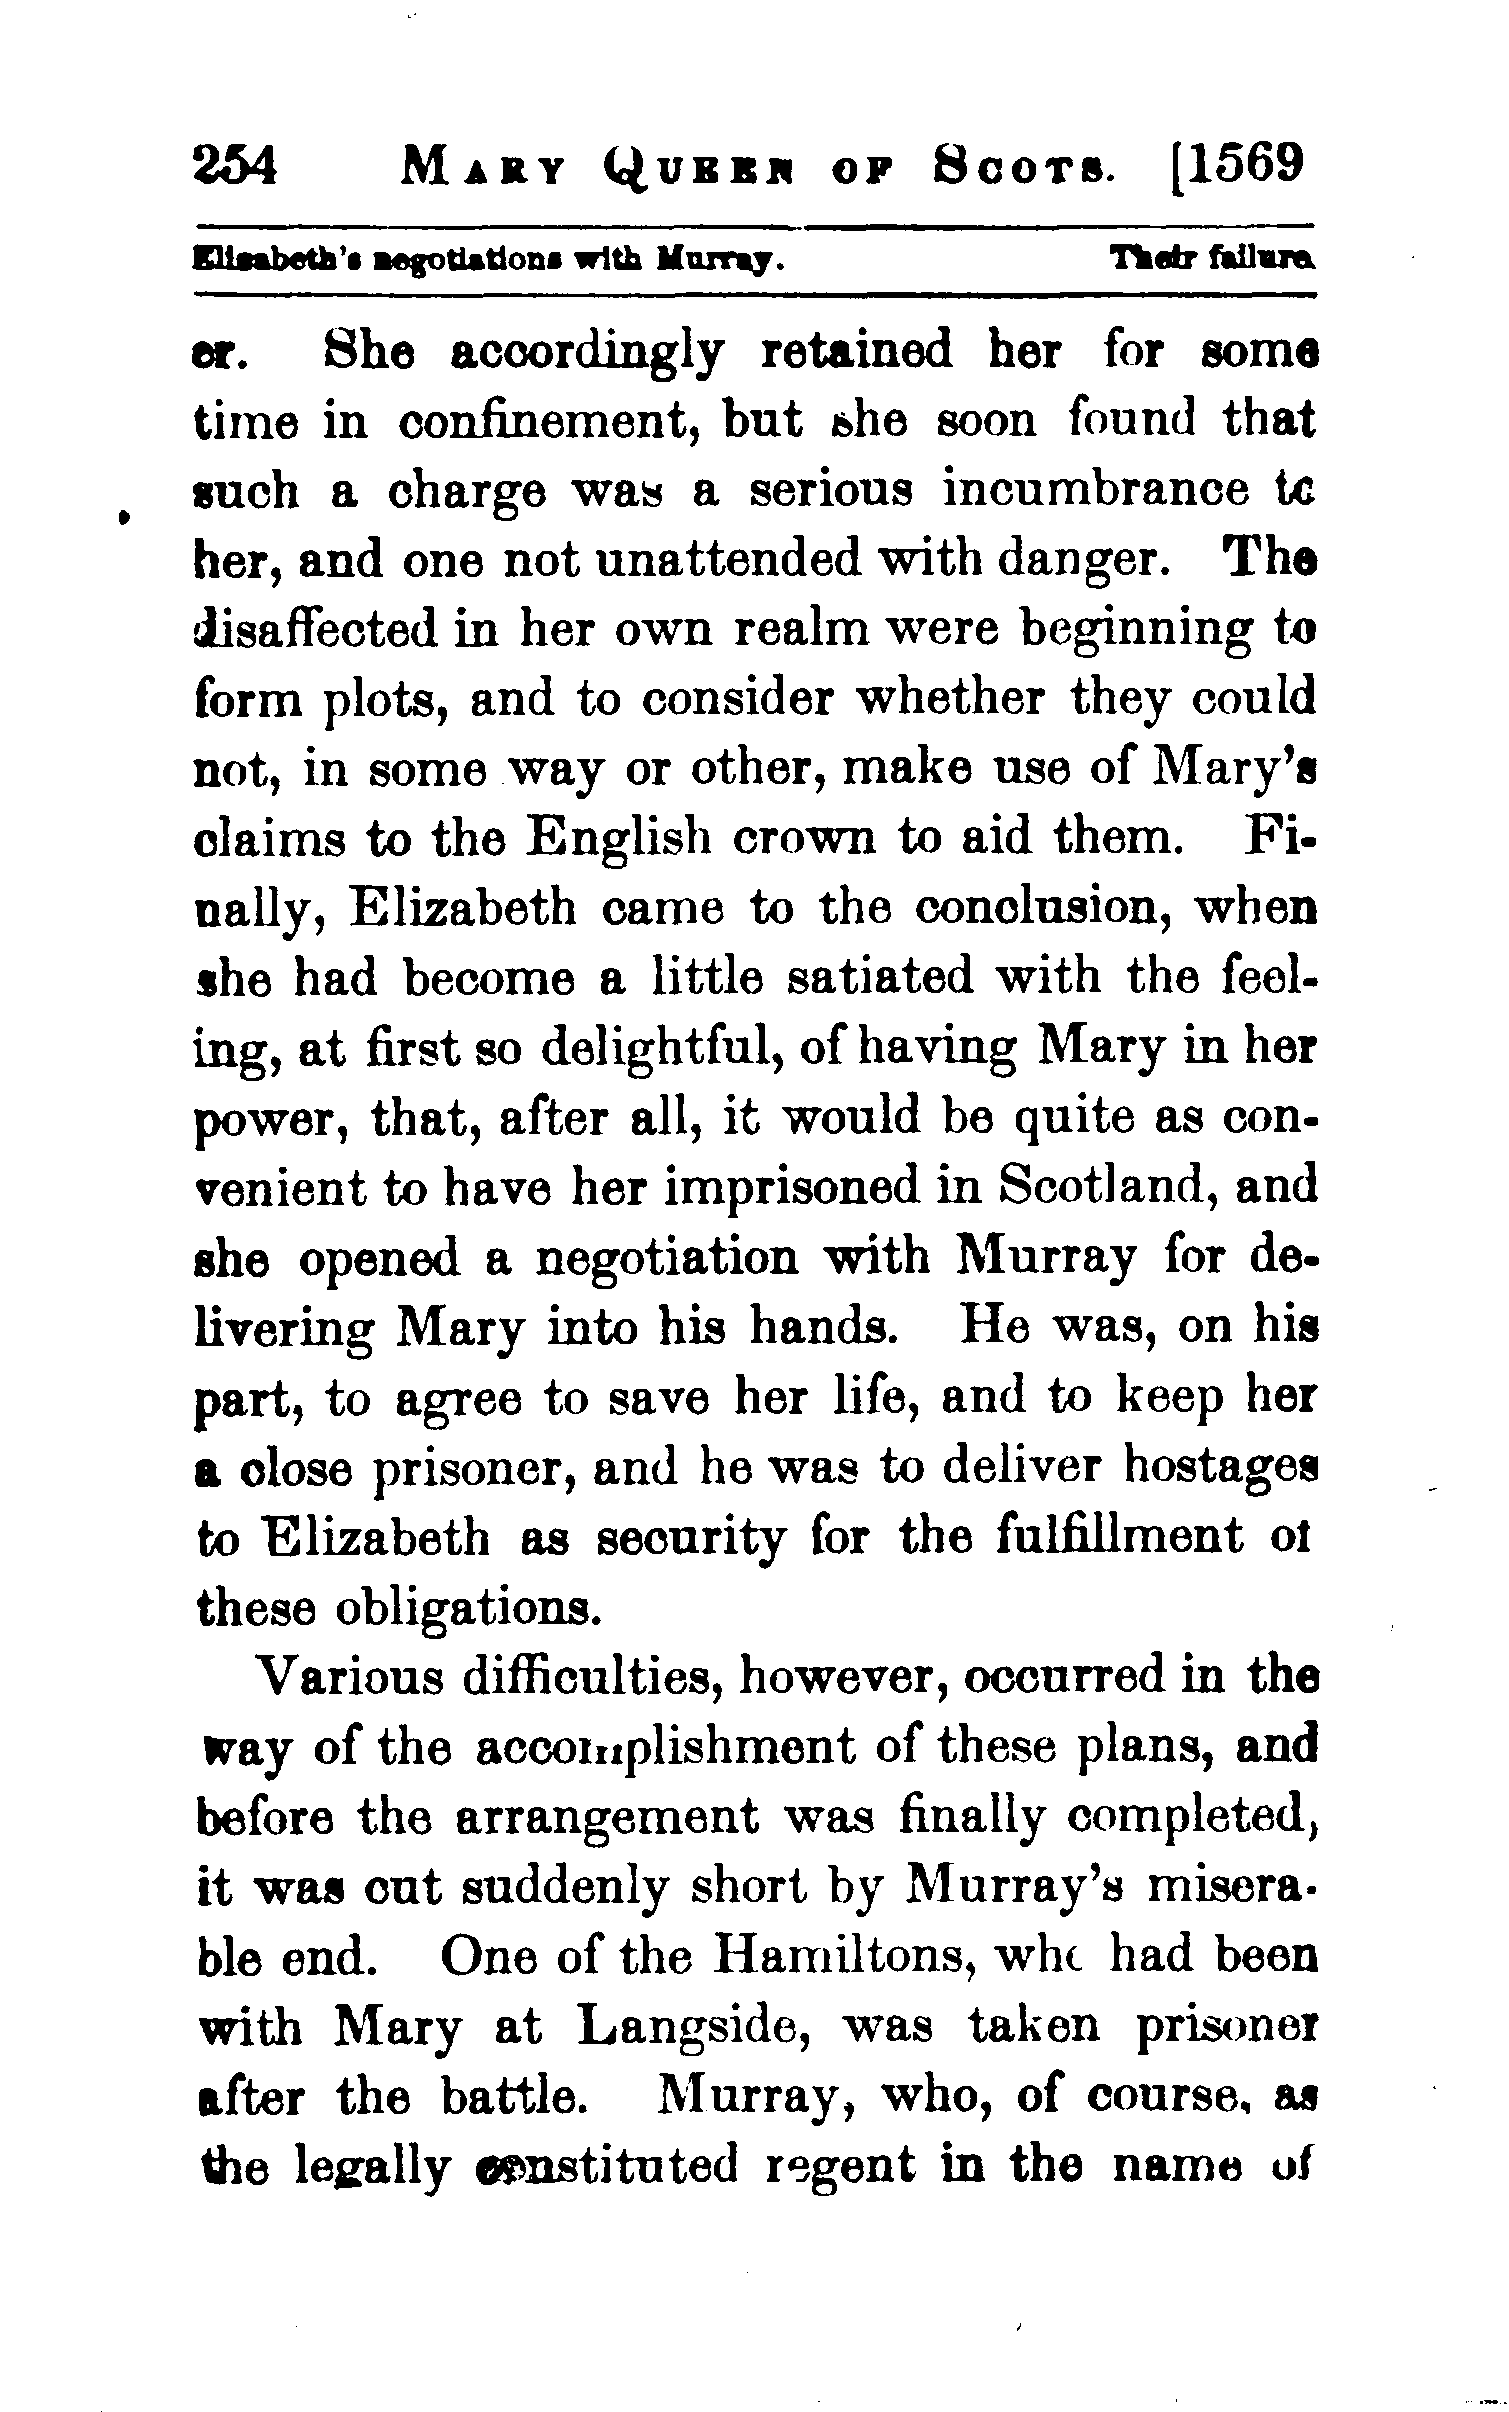 254 MARY QUEEN OF SCOTS. [1569
Elizabeth's negotiations with Murray. Their failure.
er. She accordingly retained her for some
time in confinement, but she soon found that
such a charge was a serious incumbrance to
her, and one not unattended with danger. The
disaffected in her own realm were beginning to
form plots, and to consider whether they could
not, in some way or other, make use of Mary's
claims to the English crown to aid them. Fi-
nally, Elizabeth came to the conclusion, when
she had become a little satiated with the feel-
ing, at first so delightful, of having Mary in her
power, that, after all, it would be quite as con-
venient to have her imprisoned in Scotland, and
she opened a negotiation with Murray for de-
livering Mary into his hands. He was, on his
part, to agree to save her life, and to keep her
a close prisoner, and he was to deliver hostages
to Elizabeth as security for the fulfillment of
these obligations.
Various difficulties, however, occurred in the
way of the accomplishment of these plans, and
before the arrangement was finally completed,
it was cut suddenly short by Murray's misera-
ble end. One of the Hamiltons, who had been
with Mary at Langside, was taken prisoner
after the battle. Murray, who, of course, as
the legally constituted regent in the name of